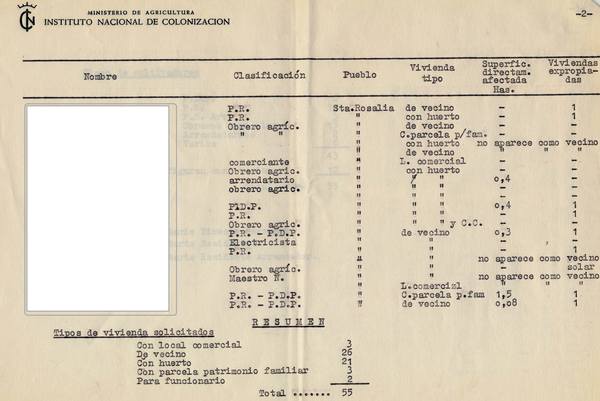 MINISTERIO DE AGRICULTURA
INSTITUTO NACIONAL DE COLONIZACION
-2-
Nombre Clasificación Pueblo Vivienda tipo Superfic. directam. afectada Has. Viviendas expropiadas
P.R. Sta.Rosalia de vecino - 1
P.R. " con huerto - 1
Obrero agríc. " de vecino - -
" " " C.parcela p/fam. - -
" con huerto no aparece como vecino
" de vecino " " "
comerciante " L. comercial - -
Obrero agríc. " con huerto - -
arrendatario " " " 0,4 -
obrero agríc. " " " - -
P.D.P. " " " 0,4 1
P.R. " " " - 1
Obrero agríc. " " " y C.C. - -
P.R. - P.D.P. " de vecino 0,3 1
Electricista " " - -
P.R. " " - 1
" " no aparece como vecino
Obrero agríc. " " - solar
Maestro N. " " no aparece como vecino
" L.comercial " " "
P.R. - P.D.P. " C.parcela p.fam 1,5 1
P.R. - P.D.P. " de vecino 0,08 1
RESUMEN
Tipos de vivienda solicitados
Con local comercial 3
De vecino 26
Con huerto 21
Con parcela patrimonio familiar 3
Para funcionario 2
Total ....... 55